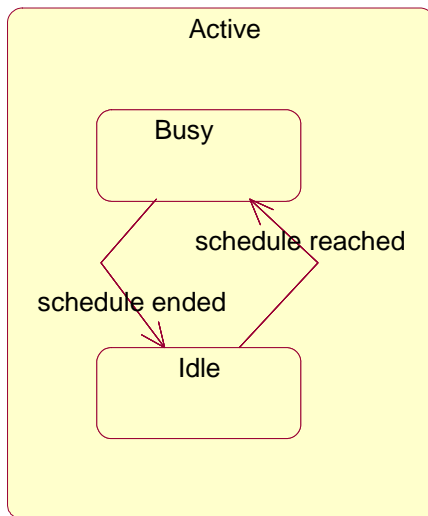 Active
Busy
schedule reached
schedule ended
Idle